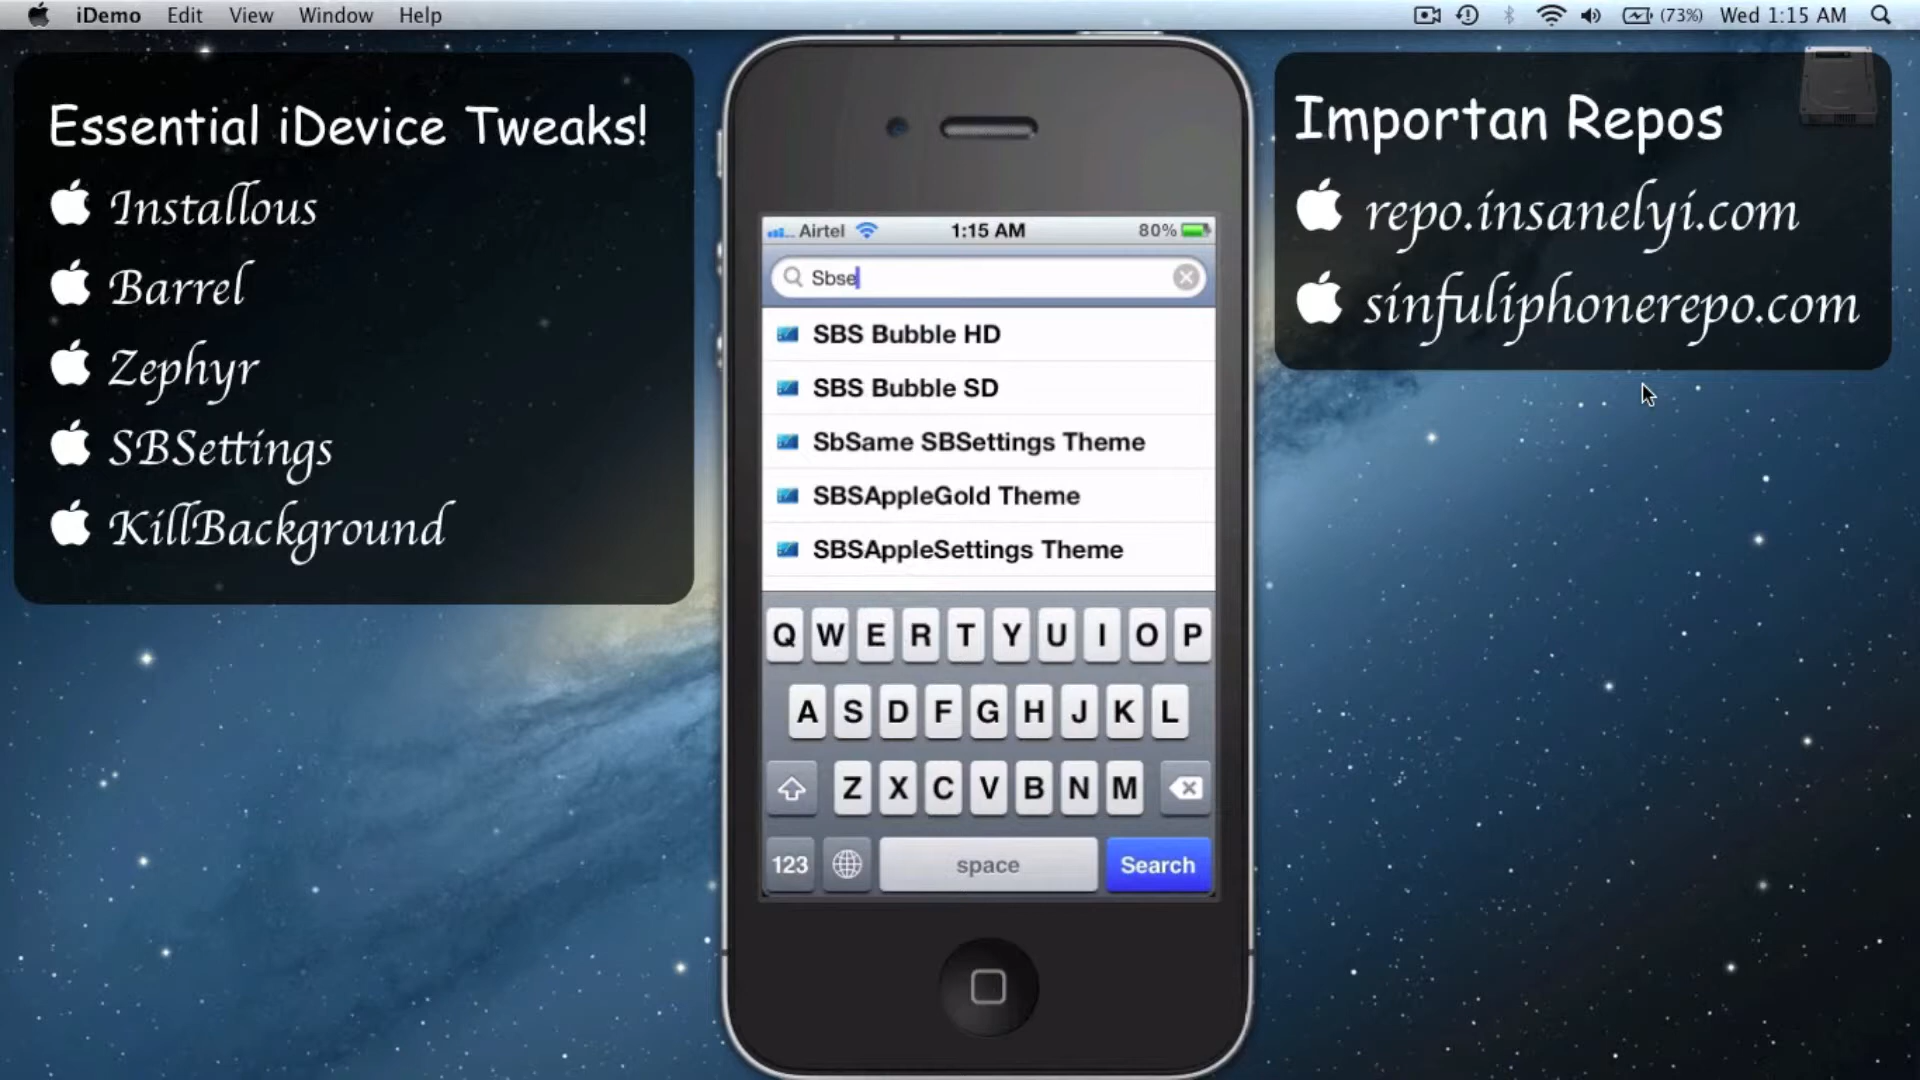 iDemo Edit View Window Help (73%) Wed 1:15 AM
Essential iDevice Tweaks!
Installous
Barrel
Zephyr
SBSettings
KillBackground
Airtel 1:15 AM 80%
Sbse
SBS Bubble HD
SBS Bubble SD
SbSame SBSettings Theme
SBSAppleGold Theme
SBSAppleSettings Theme
Q W E R T Y U I O P
A S D F G H J K L
Z X C V B N M
123 space Search
Importan Repos
repo.insanelyi.com
sinfuliphonerepo.com